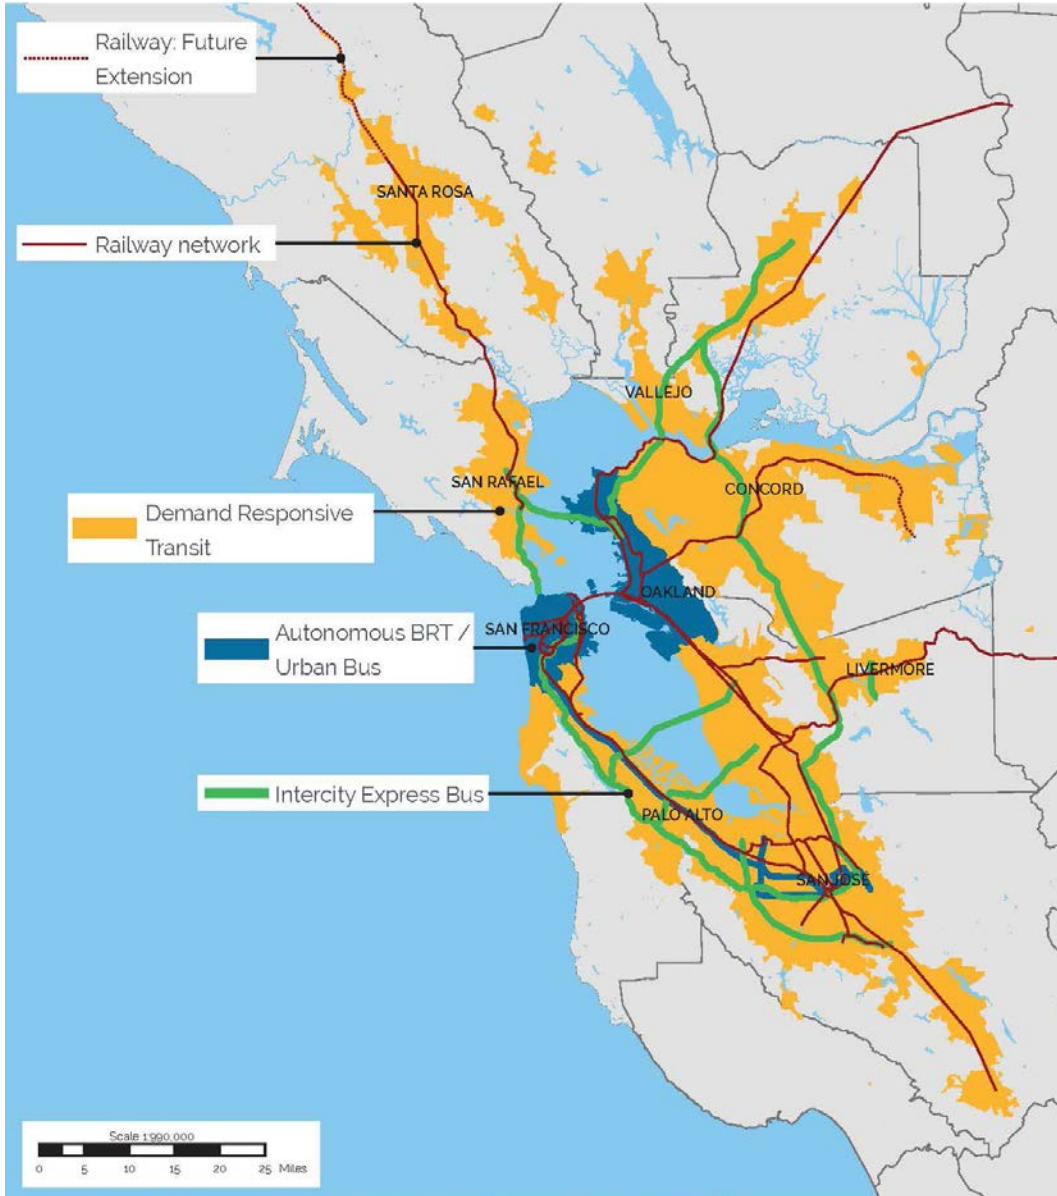 Railway: Future
Extension
SANTA ROSA
Railway network
VALLEJO
SAN RAFAEL
CONCORD
Demand Responsive
Transit
OAKLAND
SAN FRANCISCO
Autonomous BRT /
Urban Bus
LIVERMORE
Intercity Express Bus
PALO ALTO
SAN JOSÉ
Scale 1:990,000
0 5 10 15 20 25 Miles